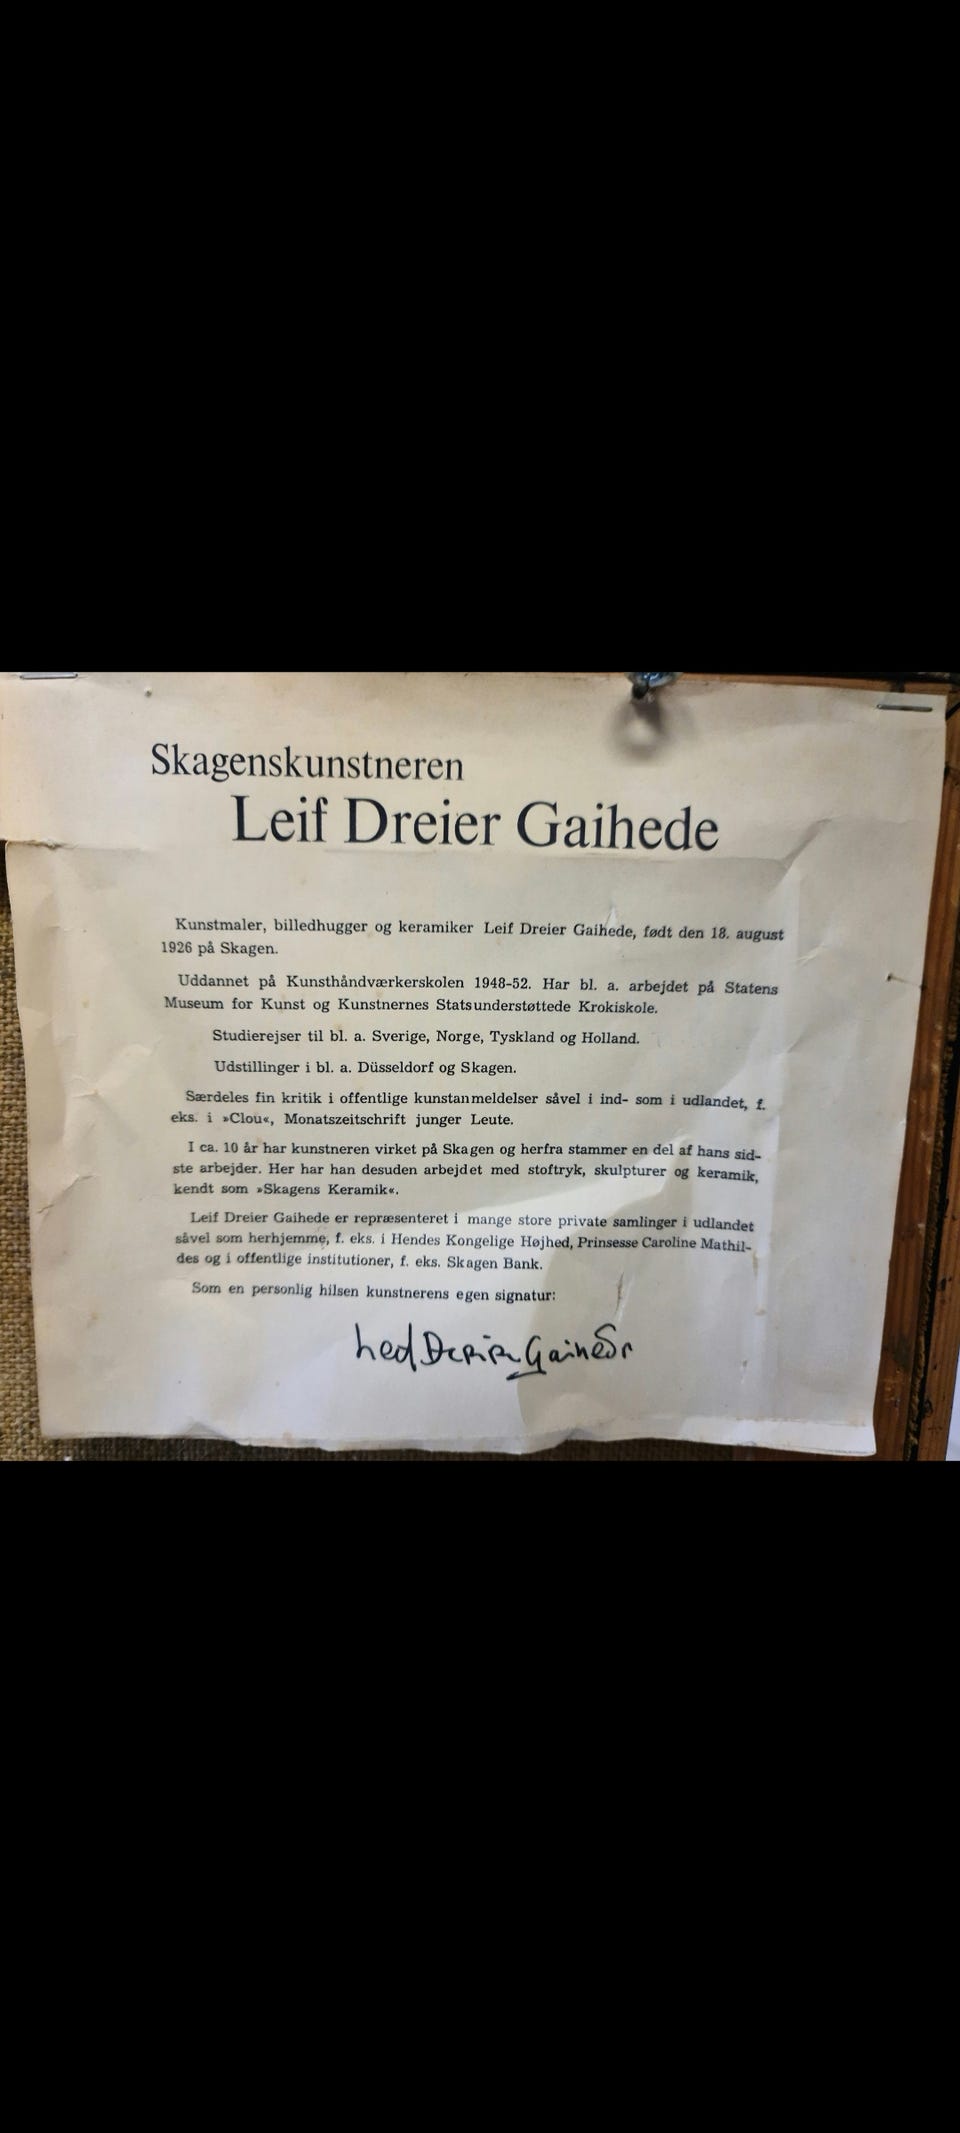 Skagenskunstneren
Leif Dreier Gaihede
Kunstmaler, billedhugger og keramiker Leif Dreier Gaihede, født den 18. august
1926 på Skagen.
Uddannet på Kunsthåndværkerskolen 1948-52. Har bl. a. arbejdet på Statens
Museum for Kunst og Kunstnernes Statsunderstøttede Krokiskole.
Studierejser til bl. a. Sverige, Norge, Tyskland og Holland.
Udstillinger i bl. a. Düsseldorf og Skagen.
Særdeles fin kritik i offentlige kunstanmeldelser såvel i ind- som i udlandet, f.
eks. i »Clou«, Monatszeitschrift junger Leute.
I ca. 10 år har kunstneren virket på Skagen og herfra stammer en del af hans sid-
ste arbejder. Her har han desuden arbejdet med stoftryk, skulpturer og keramik,
kendt som »Skagens Keramik«.
Leif Dreier Gaihede er repræsenteret i mange store private samlinger i udlandet
såvel som herhjemme, f. eks. i Hendes Kongelige Højhed, Prinsesse Caroline Mathil-
des og i offentlige institutioner, f. eks. Skagen Bank.
Som en personlig hilsen kunstnerens egen signatur:
Leif Dreier Gaihede